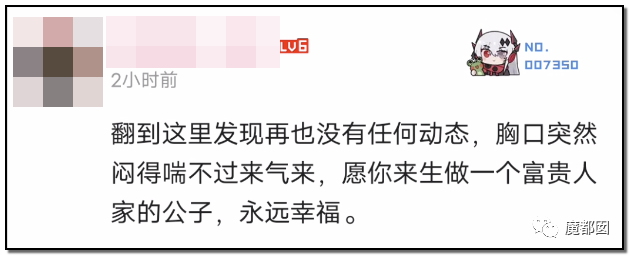 LV6
NO.
007350
2小时前
翻到这里发现再也没有任何动态，胸口突然
闷得喘不过来气来，愿你来生做一个富贵人
家的公子，永远幸福。
魔都囡